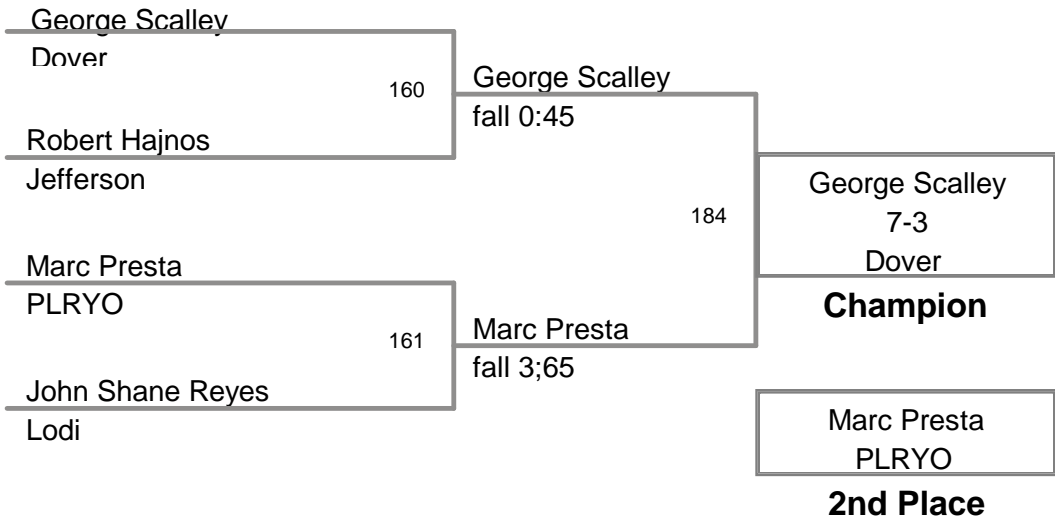 George Scalley
Dover
160
George Scalley
fall 0:45
Robert Hajnos
Jefferson
184
George Scalley
7-3
Dover
Champion
Marc Presta
PLRYO
161
Marc Presta
fall 3;65
John Shane Reyes
Lodi
Marc Presta
PLRYO
2nd Place